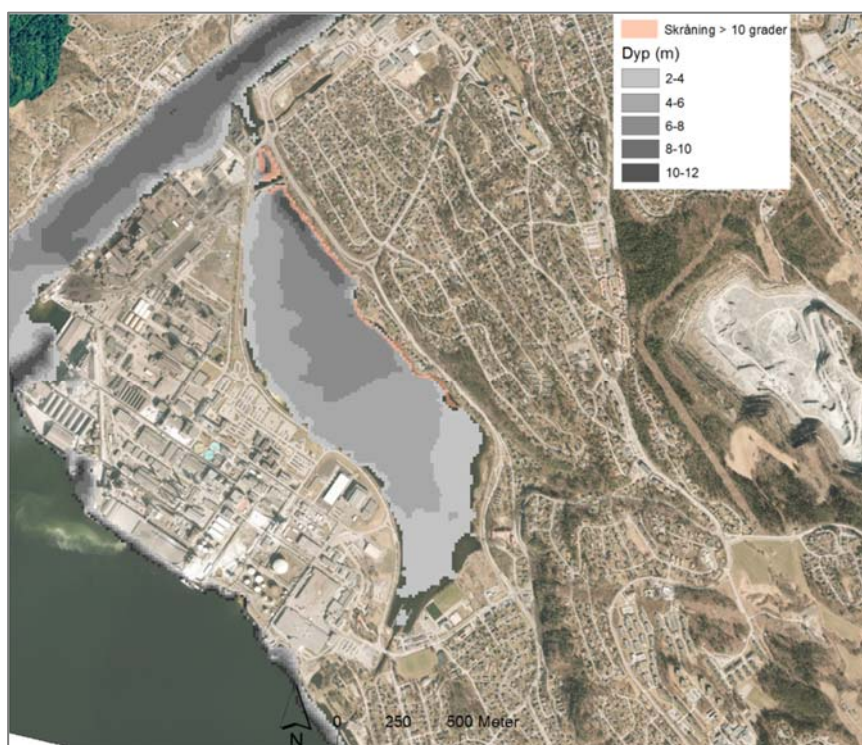 Skråning > 10 grader
Dyp (m)
2-4
4-6
6-8
8-10
10-12
0 250 500 Meter
N